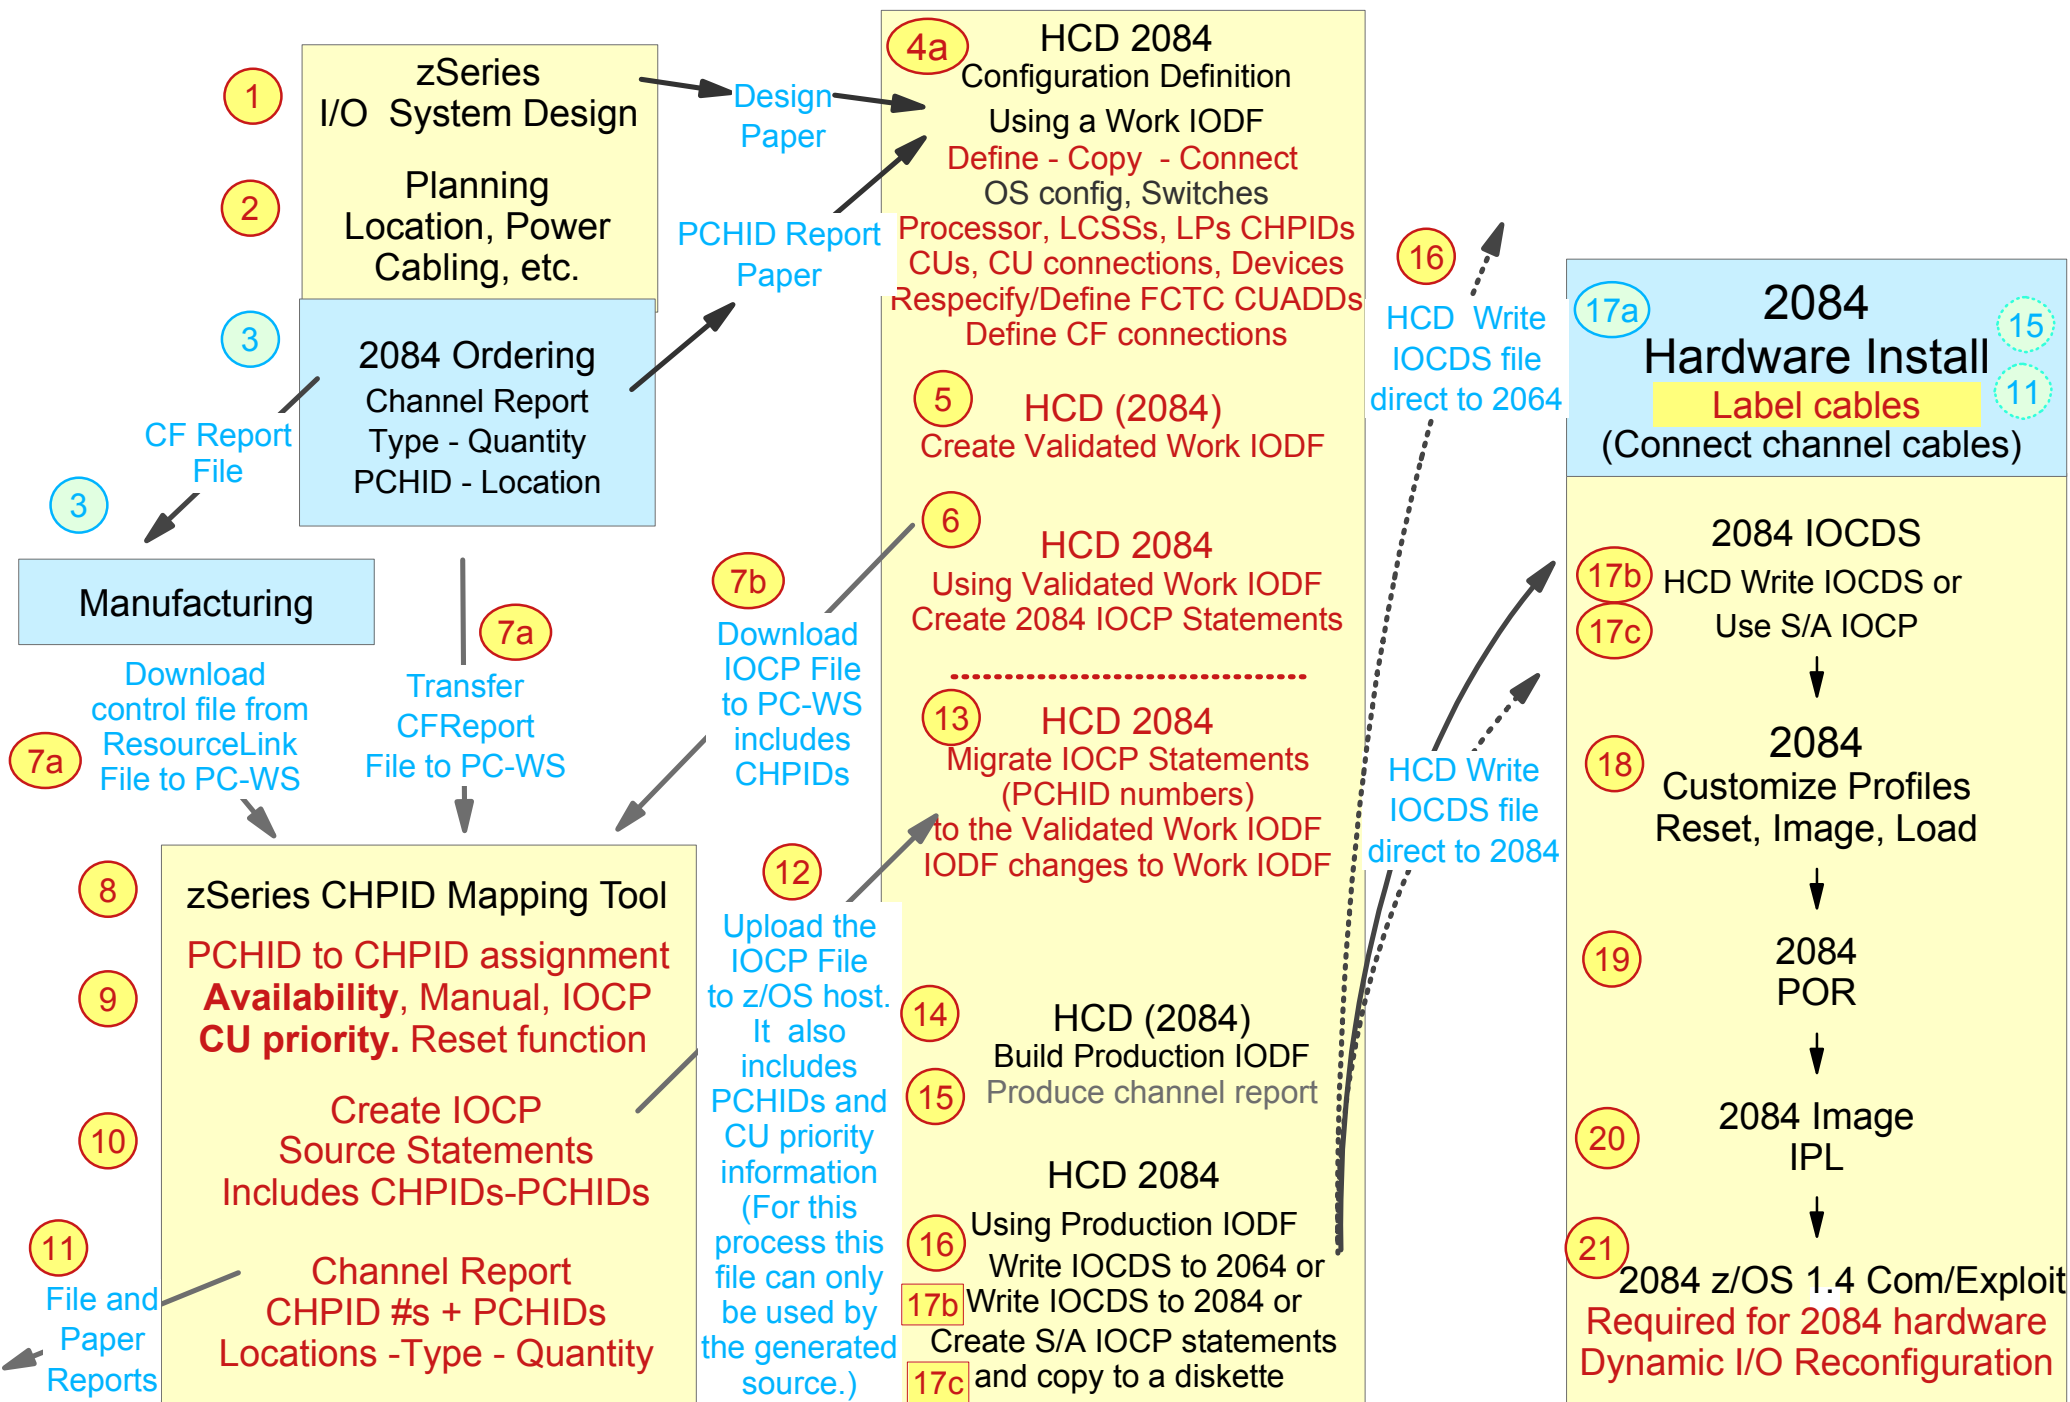 1
zSeries
I/O System Design
2
Planning
Location, Power
Cabling, etc.
3
2084 Ordering
Channel Report
Type - Quantity
PCHID - Location
Design
Paper
PCHID Report
Paper
CF Report
File
3
Manufacturing
7a
Download
control file from
ResourceLink
File to PC-WS
7a
Transfer
CFReport
File to PC-WS
7b
Download
IOCP File
to PC-WS
includes
CHPIDs
8
zSeries CHPID Mapping Tool
9
PCHID to CHPID assignment
Availability, Manual, IOCP
CU priority. Reset function
10
Create IOCP
Source Statements
Includes CHPIDs-PCHIDs
11
Channel Report
CHPID #s + PCHIDs
Locations -Type - Quantity
File and
Paper
Reports
12
Upload the
IOCP File
to z/OS host.
It also
includes
PCHIDs and
CU priority
information
(For this
process this
file can only
be used by
the generated
source.)
4a
HCD 2084
Configuration Definition
Using a Work IODF
Define - Copy - Connect
OS config, Switches
Processor, LCSSs, LPs CHPIDs
CUs, CU connections, Devices
Respecify/Define FCTC CUADDs
Define CF connections
5
HCD (2084)
Create Validated Work IODF
6
HCD 2084
Using Validated Work IODF
Create 2084 IOCP Statements
13
HCD 2084
Migrate IOCP Statements
(PCHID numbers)
to the Validated Work IODF
IODF changes to Work IODF
14
HCD (2084)
Build Production IODF
15
Produce channel report
HCD 2084
16
Using Production IODF
Write IOCDS to 2064 or
17b
Write IOCDS to 2084 or
Create S/A IOCP statements
17c
and copy to a diskette
16
HCD Write
IOCDS file
direct to 2064
HCD Write
IOCDS file
direct to 2084
17a
2084
15
Hardware Install
11
Label cables
(Connect channel cables)
2084 IOCDS
17b
HCD Write IOCDS or
17c
Use S/A IOCP
18
2084
Customize Profiles
Reset, Image, Load
19
2084
POR
20
2084 Image
IPL
21
2084 z/OS 1.4 Com/Exploit
Required for 2084 hardware
Dynamic I/O Reconfiguration